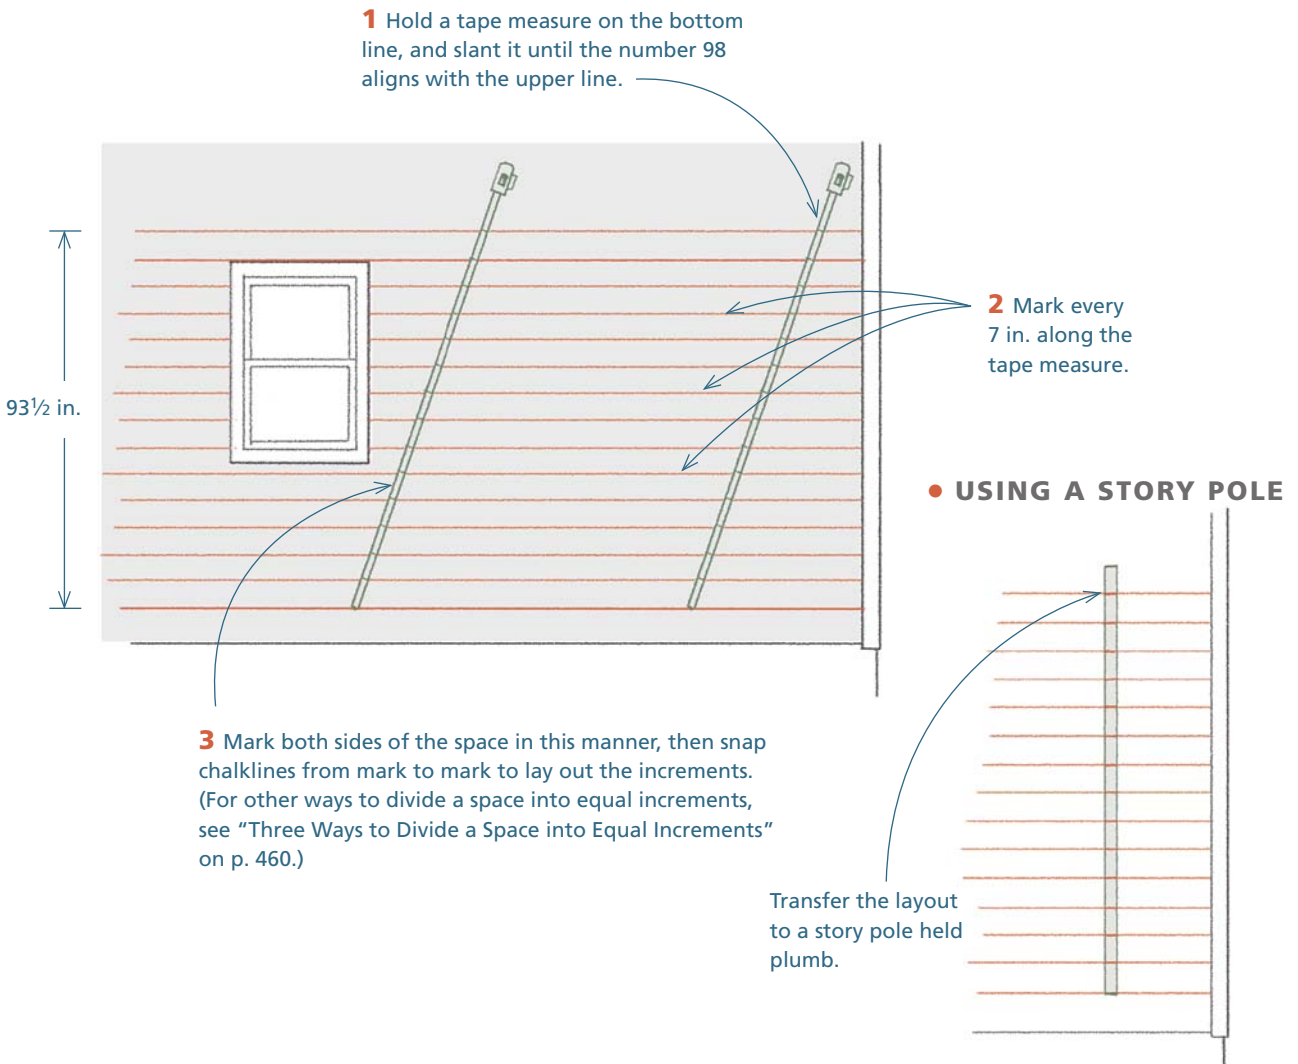 1 Hold a tape measure on the bottom
line, and slant it until the number 98
aligns with the upper line.
93½ in.
2 Mark every
7 in. along the
tape measure.
3 Mark both sides of the space in this manner, then snap
chalklines from mark to mark to lay out the increments.
(For other ways to divide a space into equal increments,
see “Three Ways to Divide a Space into Equal Increments”
on p. 460.)
• USING A STORY POLE
Transfer the layout
to a story pole held
plumb.